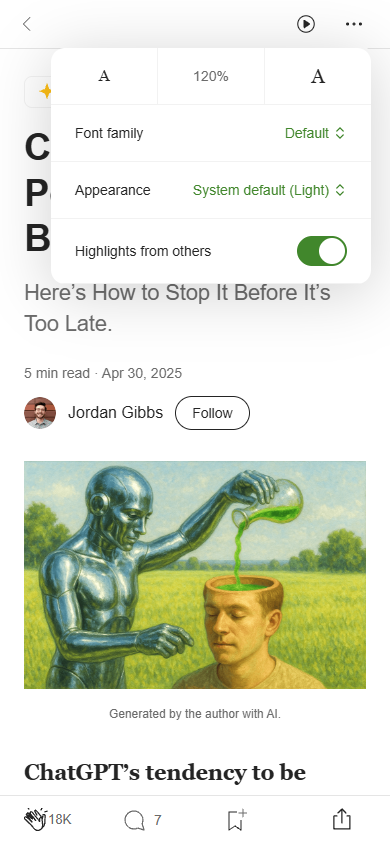 A 120% A
Font family Default
Appearance System default (Light)
Highlights from others
Here’s How to Stop It Before It’s
Too Late.
5 min read · Apr 30, 2025
Jordan Gibbs Follow
Generated by the author with AI.
ChatGPT’s tendency to be
18K 7